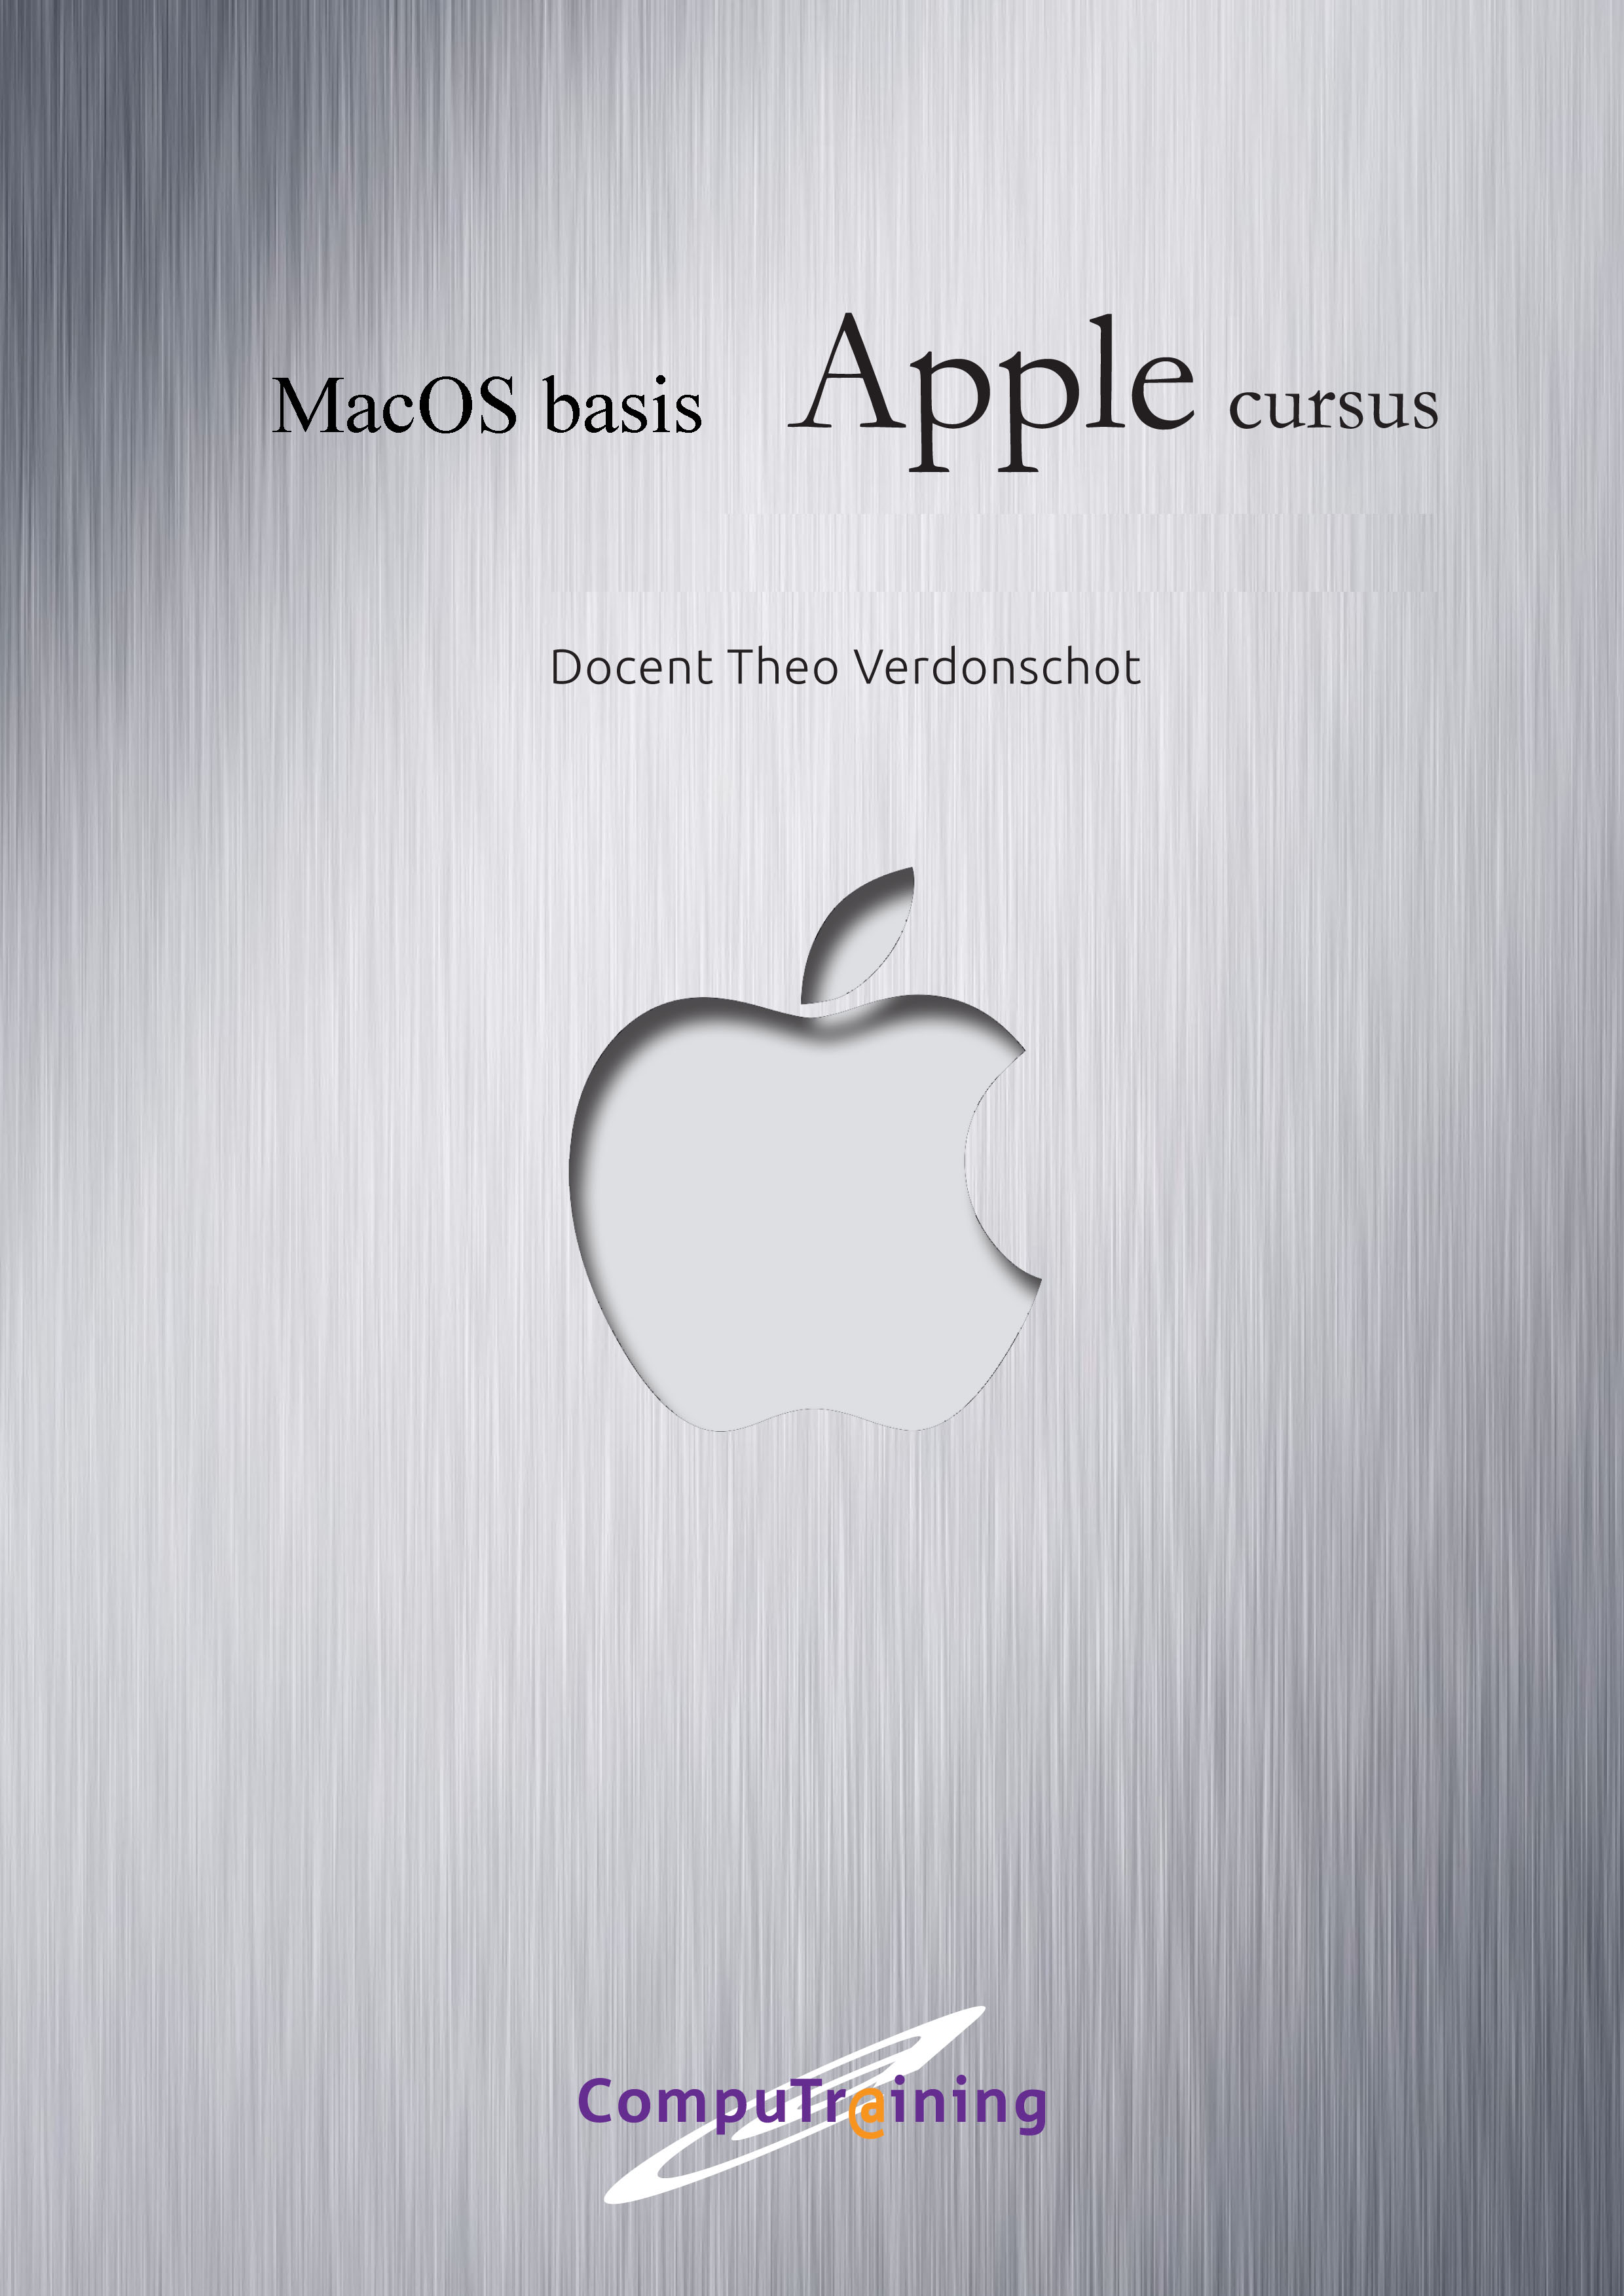 MacOS basis Apple cursus
Docent Theo Verdonschot
CompuTr@ining